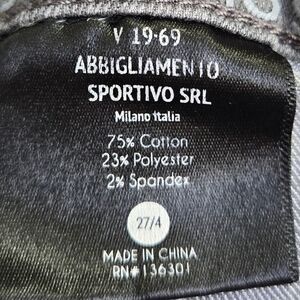 V 19·69
ABBIGLIAMENTO
SPORTIVO SRL
Milano italia
75% Cotton
23% Polyester
2% Spandex
27/4
MADE IN CHINA
RN# 136301